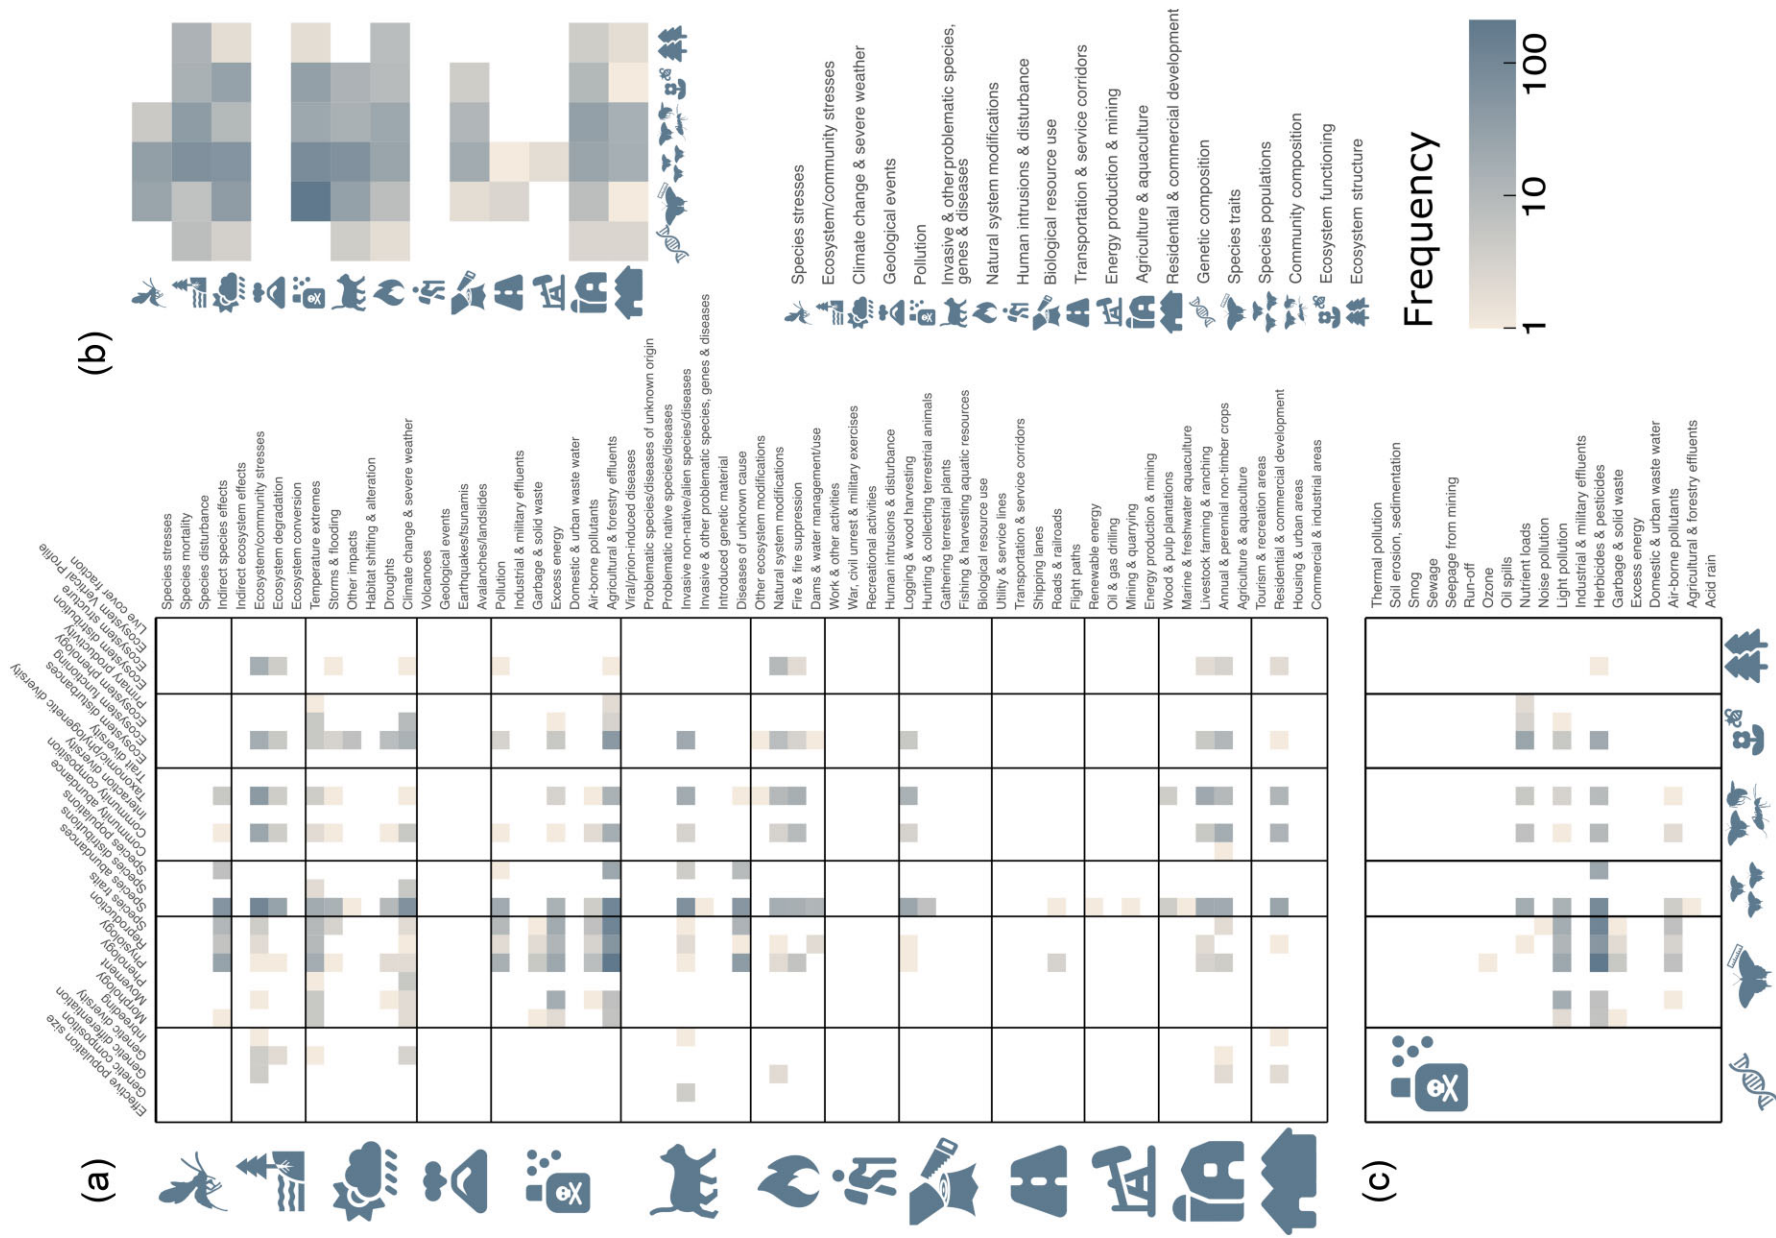 (a)
Effective population size
Genetic composition
Genetic differentiation
Genetic diversity
Inbreeding
Morphology
Movement
Phenology
Physiology
Reproduction
Species traits
Species abundances
Species distributions
Species populations
Community abundance
Community composition
Interaction diversity
Taxonomic/phylogenetic diversity
Trait diversity
Ecosystem disturbances
Ecosystem functioning
Ecosystem phenology
Primary productivity
Ecosystem distribution
Ecosystem structure
Ecosystem Vertical Profile
Live cover fraction
Species stresses
Species mortality
Species disturbance
Indirect species effects
Indirect ecosystem effects
Ecosystem/community stresses
Ecosystem degradation
Ecosystem conversion
Temperature extremes
Storms & flooding
Other impacts
Habitat shifting & alteration
Droughts
Climate change & severe weather
Volcanoes
Geological events
Earthquakes/tsunamis
Avalanches/landslides
Pollution
Industrial & military effluents
Garbage & solid waste
Excess energy
Domestic & urban waste water
Air-borne pollutants
Agricultural & forestry effluents
Viral/prion-induced diseases
Problematic species/diseases of unknown origin
Problematic native species/diseases
Invasive non-native/alien species/diseases
Invasive & other problematic species, genes & diseases
Introduced genetic material
Diseases of unknown cause
Other ecosystem modifications
Natural system modifications
Fire & fire suppression
Dams & water management/use
Work & other activities
War, civil unrest & military exercises
Recreational activities
Human intrusions & disturbance
Logging & wood harvesting
Hunting & collecting terrestrial animals
Gathering terrestrial plants
Fishing & harvesting aquatic resources
Biological resource use
Utility & service lines
Transportation & service corridors
Shipping lanes
Roads & railroads
Flight paths
Renewable energy
Oil & gas drilling
Mining & quarrying
Energy production & mining
Wood & pulp plantations
Marine & freshwater aquaculture
Livestock farming & ranching
Annual & perennial non-timber crops
Agriculture & aquaculture
Tourism & recreation areas
Residential & commercial development
Housing & urban areas
Commercial & industrial areas
(b)
Species stresses
Ecosystem/community stresses
Climate change & severe weather
Geological events
Pollution
Invasive & other problematic species,
genes & diseases
Natural system modifications
Human intrusions & disturbance
Biological resource use
Transportation & service corridors
Energy production & mining
Agriculture & aquaculture
Residential & commercial development
Genetic composition
Species traits
Species populations
Community composition
Ecosystem functioning
Ecosystem structure
Frequency
1
10
100
(c)
Thermal pollution
Soil erosion, sedimentation
Smog
Sewage
Seepage from mining
Run-off
Ozone
Oil spills
Nutrient loads
Noise pollution
Light pollution
Industrial & military effluents
Herbicides & pesticides
Garbage & solid waste
Excess energy
Domestic & urban waste water
Air-borne pollutants
Agricultural & forestry effluents
Acid rain